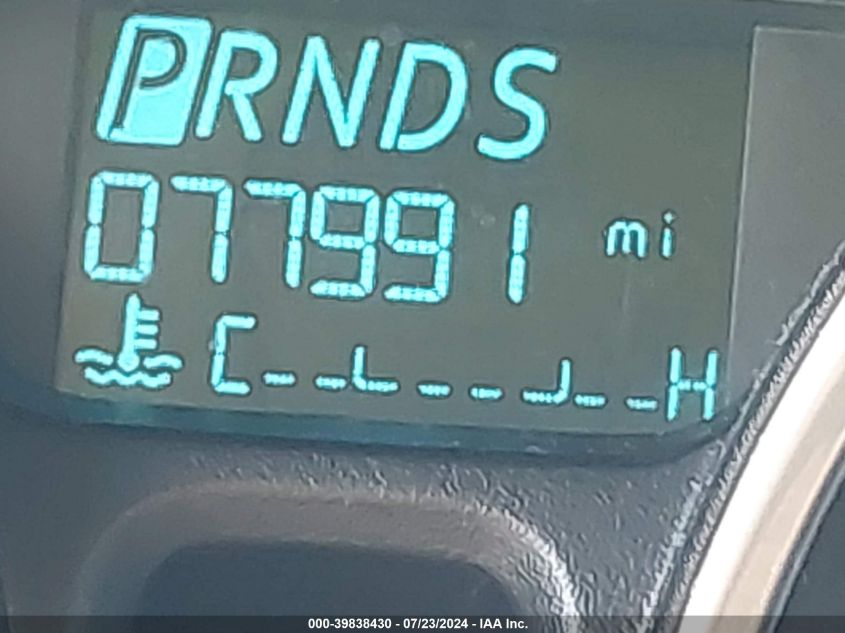 PRNDS
077991 mi
C H
000-39838430 - 07/23/2024 - IAA Inc.